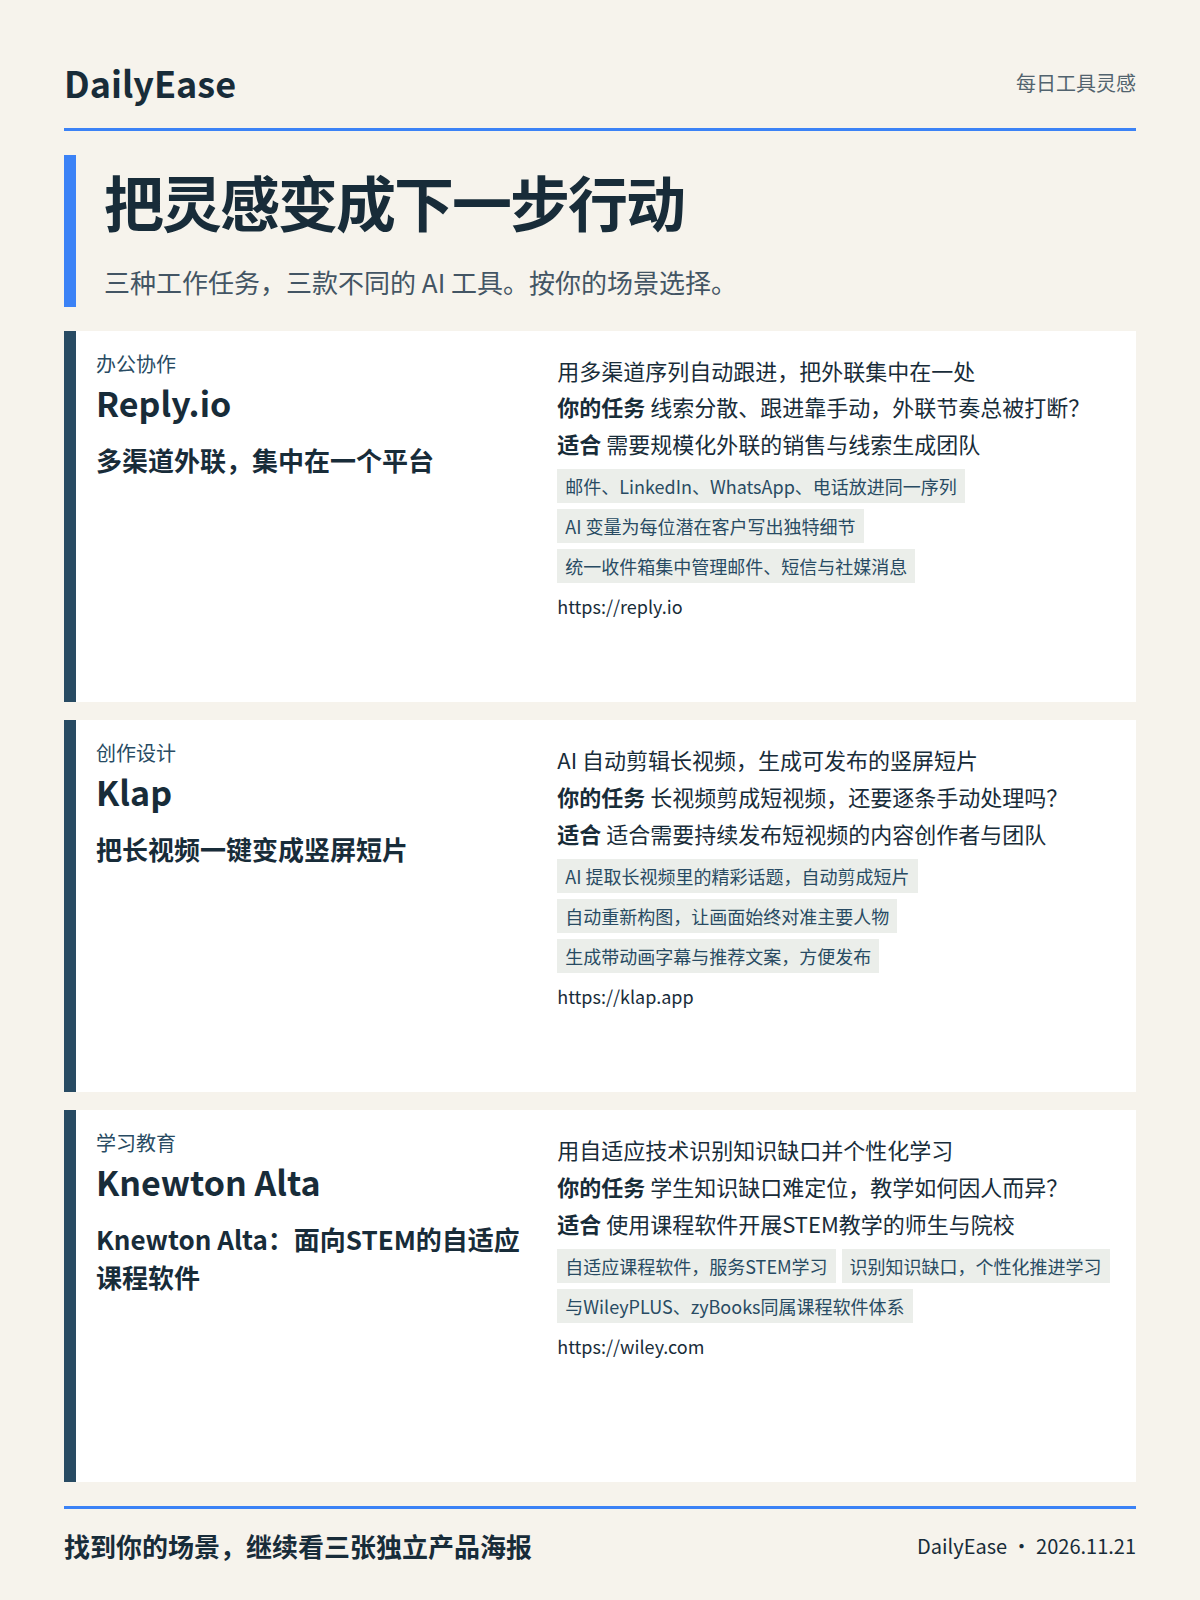 DailyEase
每日工具灵感
把灵感变成下一步行动
三种工作任务，三款不同的 AI 工具。按你的场景选择。
办公协作
Reply.io
多渠道外联，集中在一个平台
用多渠道序列自动跟进，把外联集中在一处
你的任务 线索分散、跟进靠手动，外联节奏总被打断？
适合 需要规模化外联的销售与线索生成团队
邮件、LinkedIn、WhatsApp、电话放进同一序列
AI 变量为每位潜在客户写出独特细节
统一收件箱集中管理邮件、短信与社媒消息
https://reply.io
创作设计
Klap
把长视频一键变成竖屏短片
AI 自动剪辑长视频，生成可发布的竖屏短片
你的任务 长视频剪成短视频，还要逐条手动处理吗？
适合 适合需要持续发布短视频的内容创作者与团队
AI 提取长视频里的精彩话题，自动剪成短片
自动重新构图，让画面始终对准主要人物
生成带动画字幕与推荐文案，方便发布
https://klap.app
学习教育
Knewton Alta
Knewton Alta：面向STEM的自适应
课程软件
用自适应技术识别知识缺口并个性化学习
你的任务 学生知识缺口难定位，教学如何因人而异？
适合 使用课程软件开展STEM教学的师生与院校
自适应课程软件，服务STEM学习 识别知识缺口，个性化推进学习
与WileyPLUS、zyBooks同属课程软件体系
https://wiley.com
找到你的场景，继续看三张独立产品海报
DailyEase · 2026.11.21